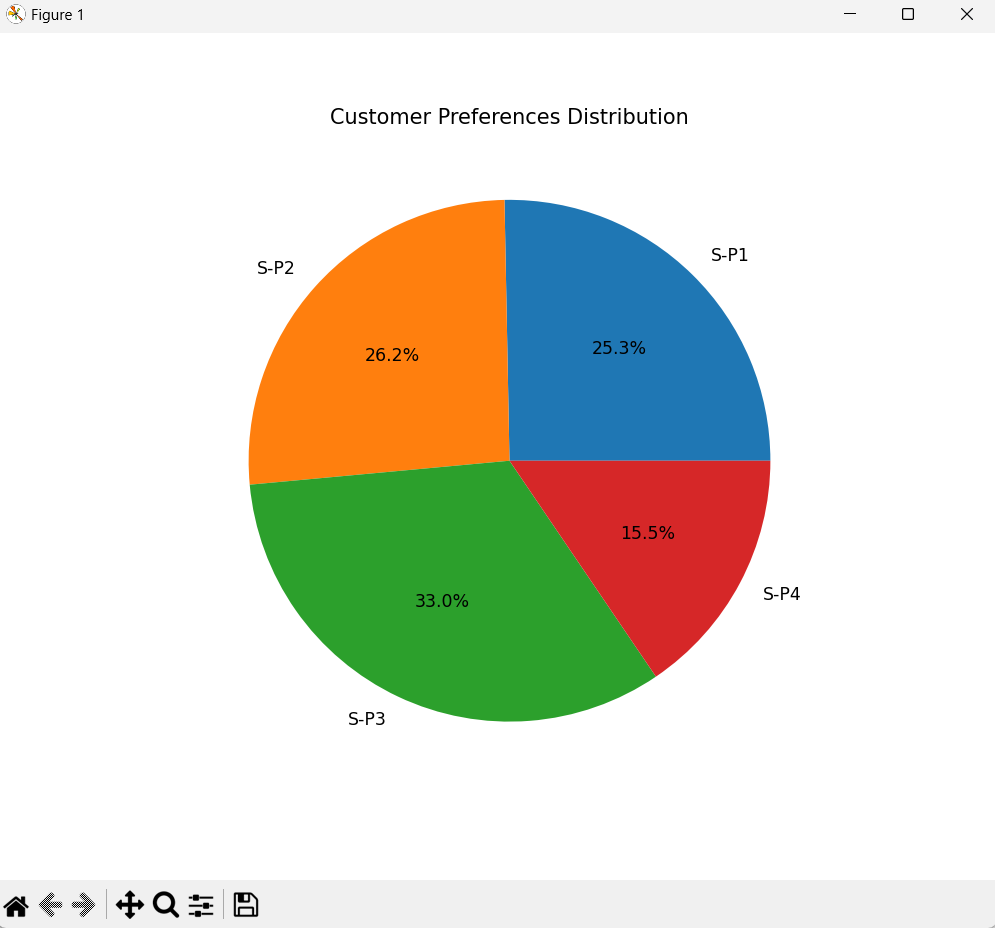 Figure 1
Customer Preferences Distribution
S-P1
S-P2
25.3%
26.2%
15.5%
S-P4
33.0%
S-P3